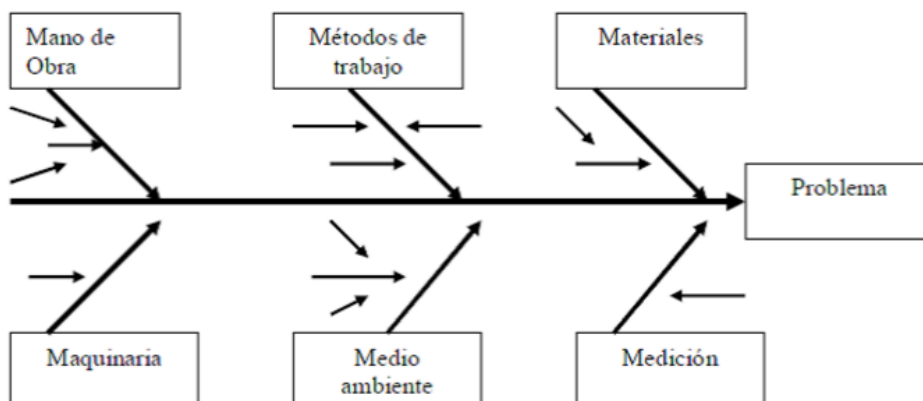 Mano de
Obra
Métodos de
trabajo
Materiales
Problema
Maquinaria
Medio
ambiente
Medición